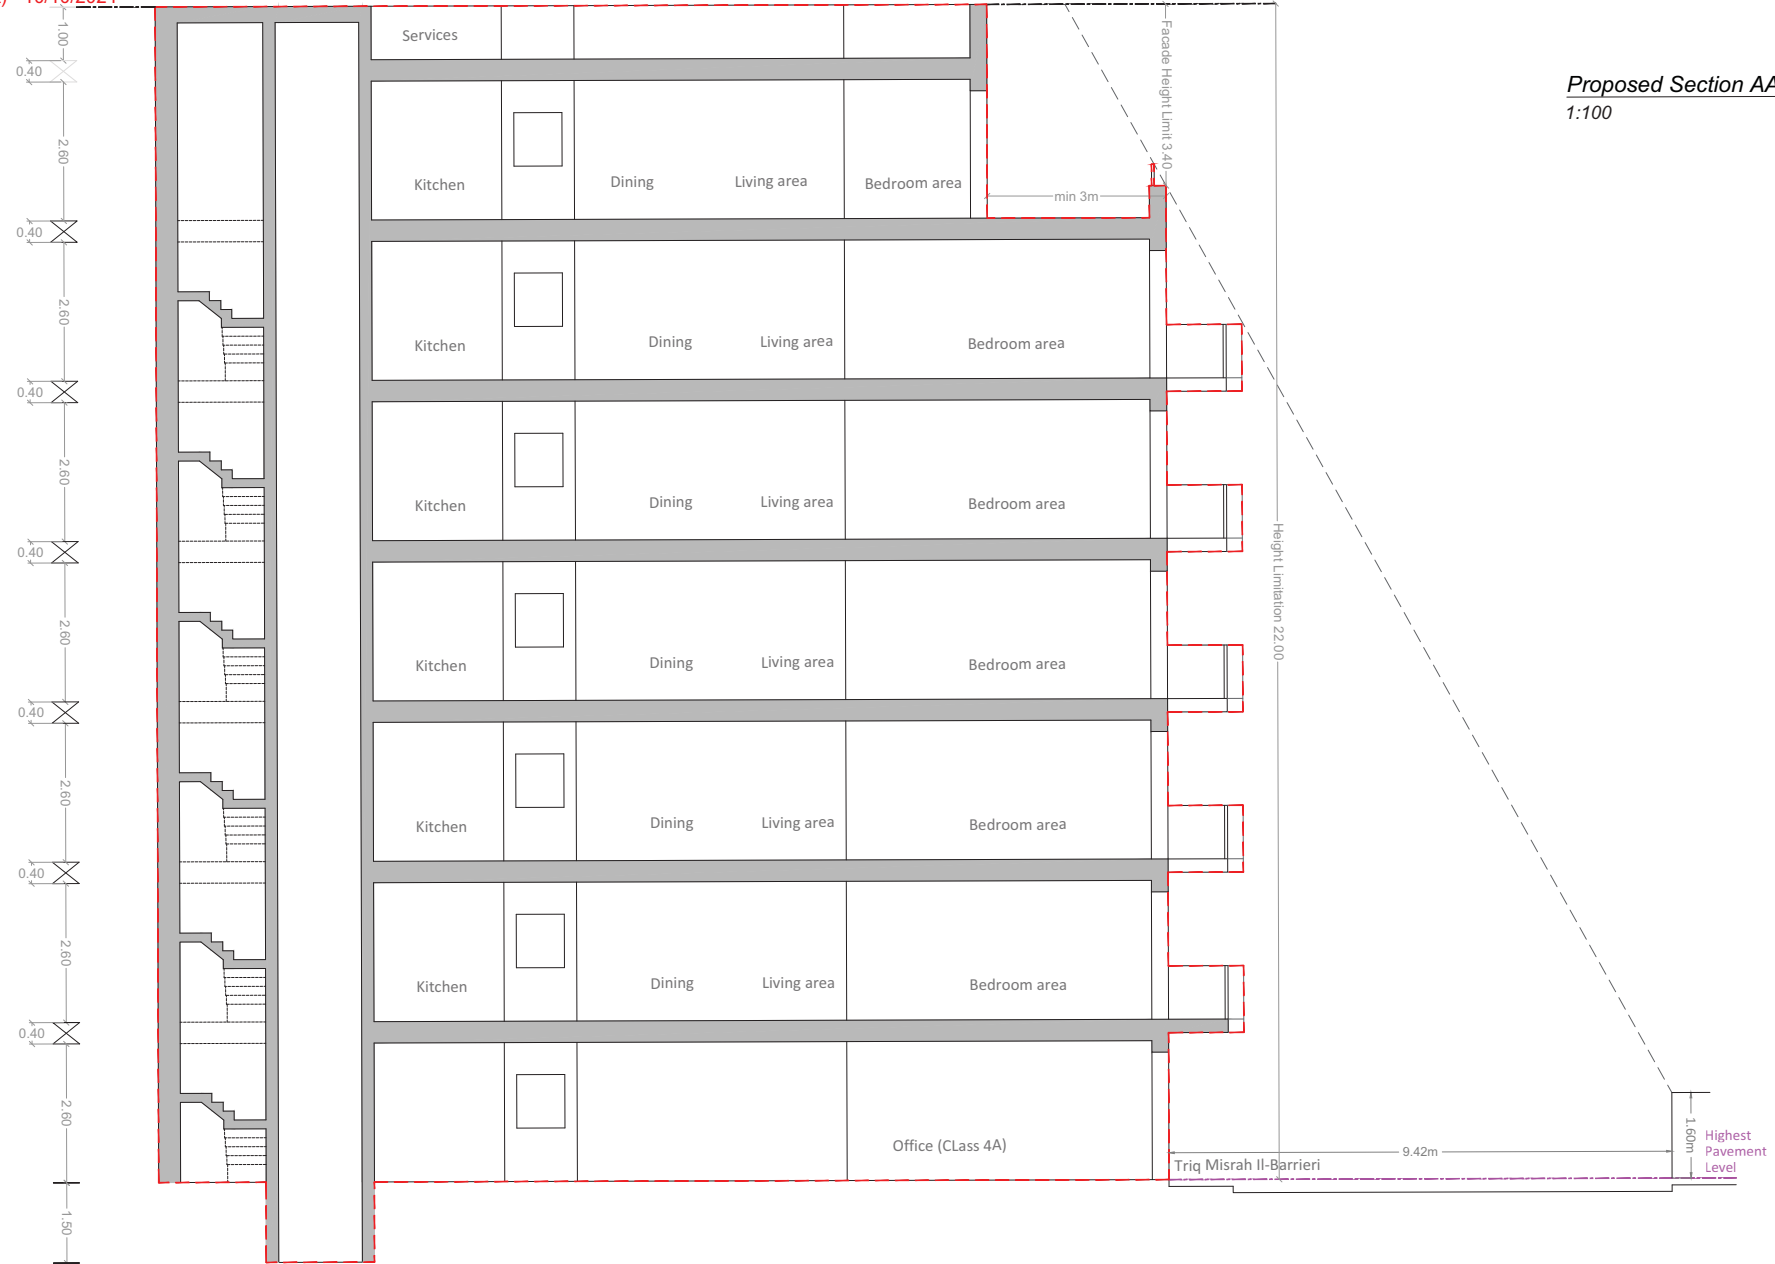 10/10/2024
Services
Proposed Section AA
1:100
1.00
0.40
2.60
0.40
2.60
0.40
2.60
0.40
2.60
0.40
2.60
0.40
2.60
0.40
2.60
1.50
Facade Height Limit 3.40
Height Limitation 22.00
min 3m
Kitchen Dining Living area Bedroom area
Kitchen Dining Living area Bedroom area
Kitchen Dining Living area Bedroom area
Kitchen Dining Living area Bedroom area
Kitchen Dining Living area Bedroom area
Kitchen Dining Living area Bedroom area
Office (CLass 4A)
Triq Misrah Il-Barrieri
9.42m
1.60m
Highest
Pavement
Level